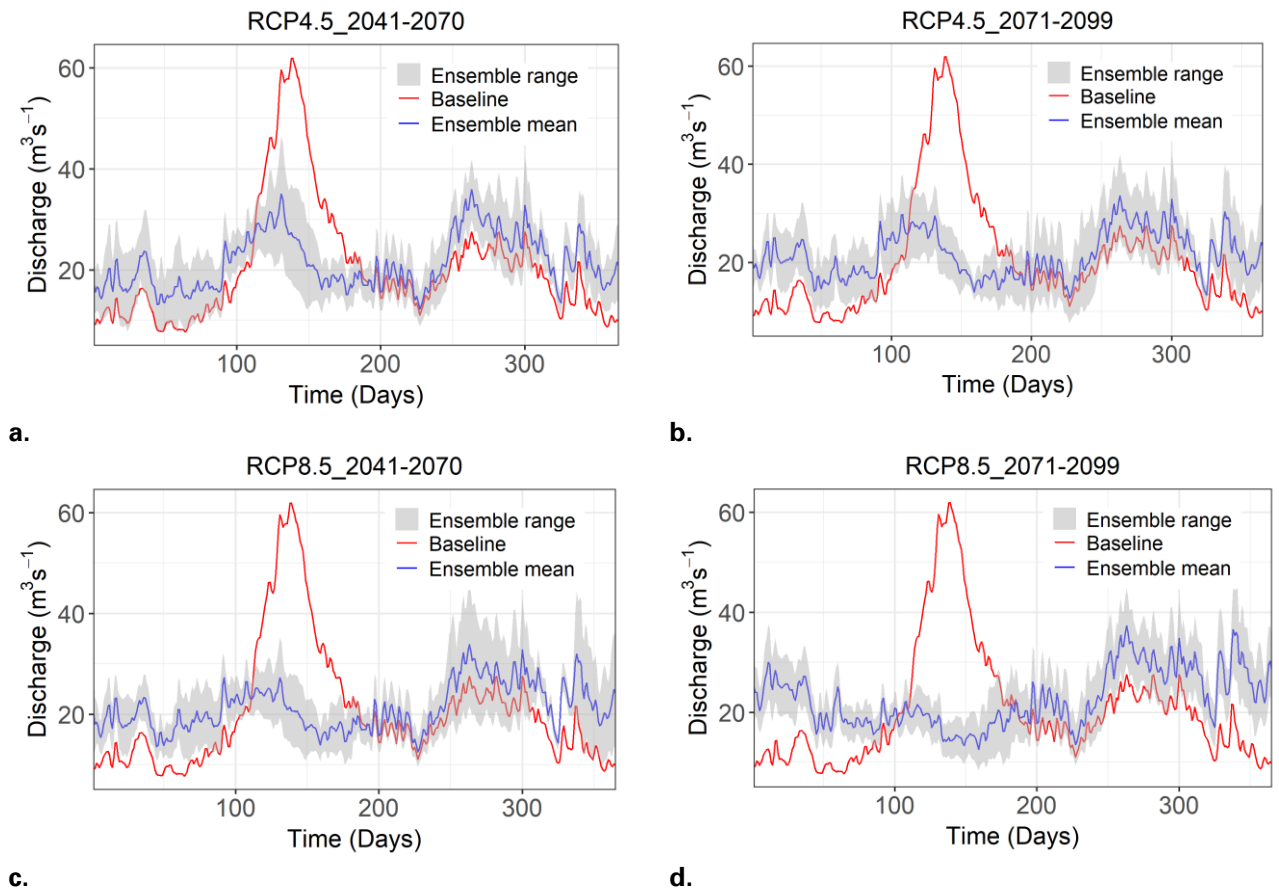 RCP4.5_2041-2070
60
40
20
Discharge (m³s⁻¹)
Ensemble range
Baseline
Ensemble mean
100
200
300
Time (Days)
a.
RCP4.5_2071-2099
60
40
20
Discharge (m³s⁻¹)
Ensemble range
Baseline
Ensemble mean
100
200
300
Time (Days)
b.
RCP8.5_2041-2070
60
40
20
Discharge (m³s⁻¹)
Ensemble range
Baseline
Ensemble mean
100
200
300
Time (Days)
c.
RCP8.5_2071-2099
60
40
20
Discharge (m³s⁻¹)
Ensemble range
Baseline
Ensemble mean
100
200
300
Time (Days)
d.